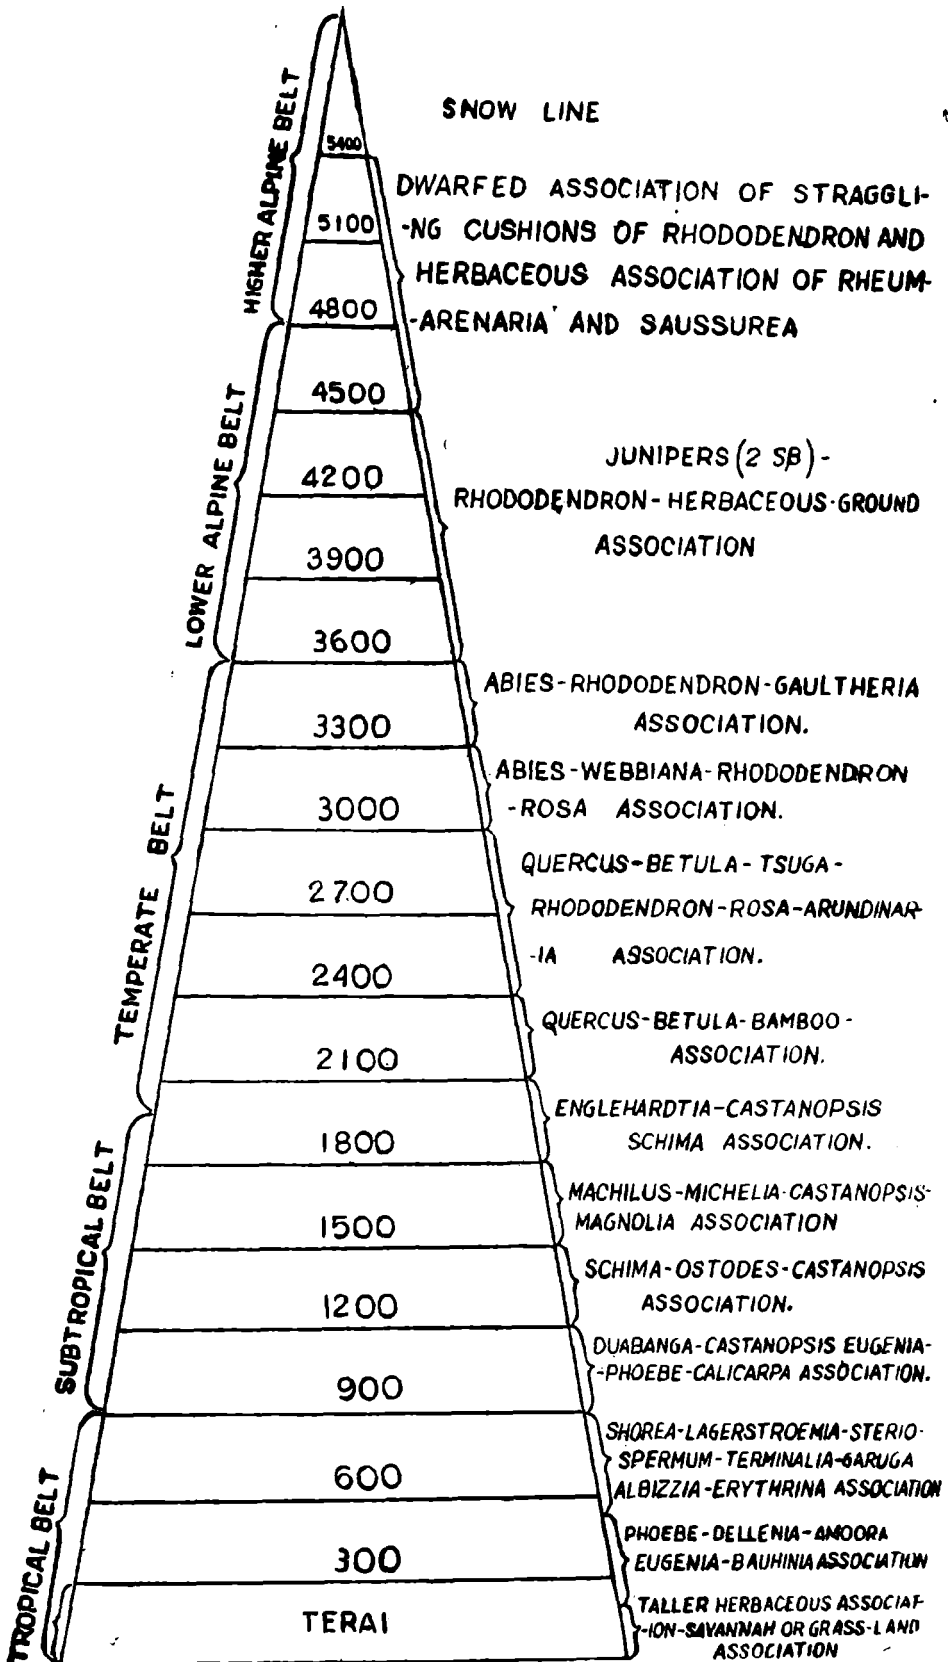 SNOW LINE
HIGHER ALPINE BELT
5400
DWARFED ASSOCIATION OF STRAGGLI-
5100
-NG CUSHIONS OF RHODODENDRON AND
HERBACEOUS ASSOCIATION OF RHEUM-
4800
-ARENARIA AND SAUSSUREA
LOWER ALPINE BELT
4500
JUNIPERS (2 SP) -
4200
RHODODENDRON-HERBACEOUS-GROUND
ASSOCIATION
3900
3600
TEMPERATE BELT
ABIES-RHODODENDRON-GAULTHERIA
ASSOCIATION.
3300
ABIES-WEBBIANA-RHODODENDRON
-ROSA ASSOCIATION.
3000
QUERCUS-BETULA-TSUGA-
2700
RHODODENDRON-ROSA-ARUNDINAR-
-IA ASSOCIATION.
2400
QUERCUS-BETULA-BAMBOO-
ASSOCIATION.
2100
SUBTROPICAL BELT
ENGLEHARDTIA-CASTANOPSIS
SCHIMA ASSOCIATION.
1800
MACHILUS-MICHELIA-CASTANOPSIS-
MAGNOLIA ASSOCIATION
1500
SCHIMA-OSTODES-CASTANOPSIS
ASSOCIATION.
1200
DUABANGA-CASTANOPSIS EUGENIA-
-PHOEBE-CALICARPA ASSOCIATION.
900
TROPICAL BELT
SHOREA-LAGERSTROEMIA-STERIO-
SPERMUM-TERMINALIA-GARUGA
ALBIZZIA-ERYTHRINA ASSOCIATION
600
PHOEBE-DELLENIA-AMOORA
EUGENIA-BAUHINIA ASSOCIATION
300
TERAI
TALLER HERBACEOUS ASSOCIAT-
-ION-SAVANNAH OR GRASS-LAND
ASSOCIATION